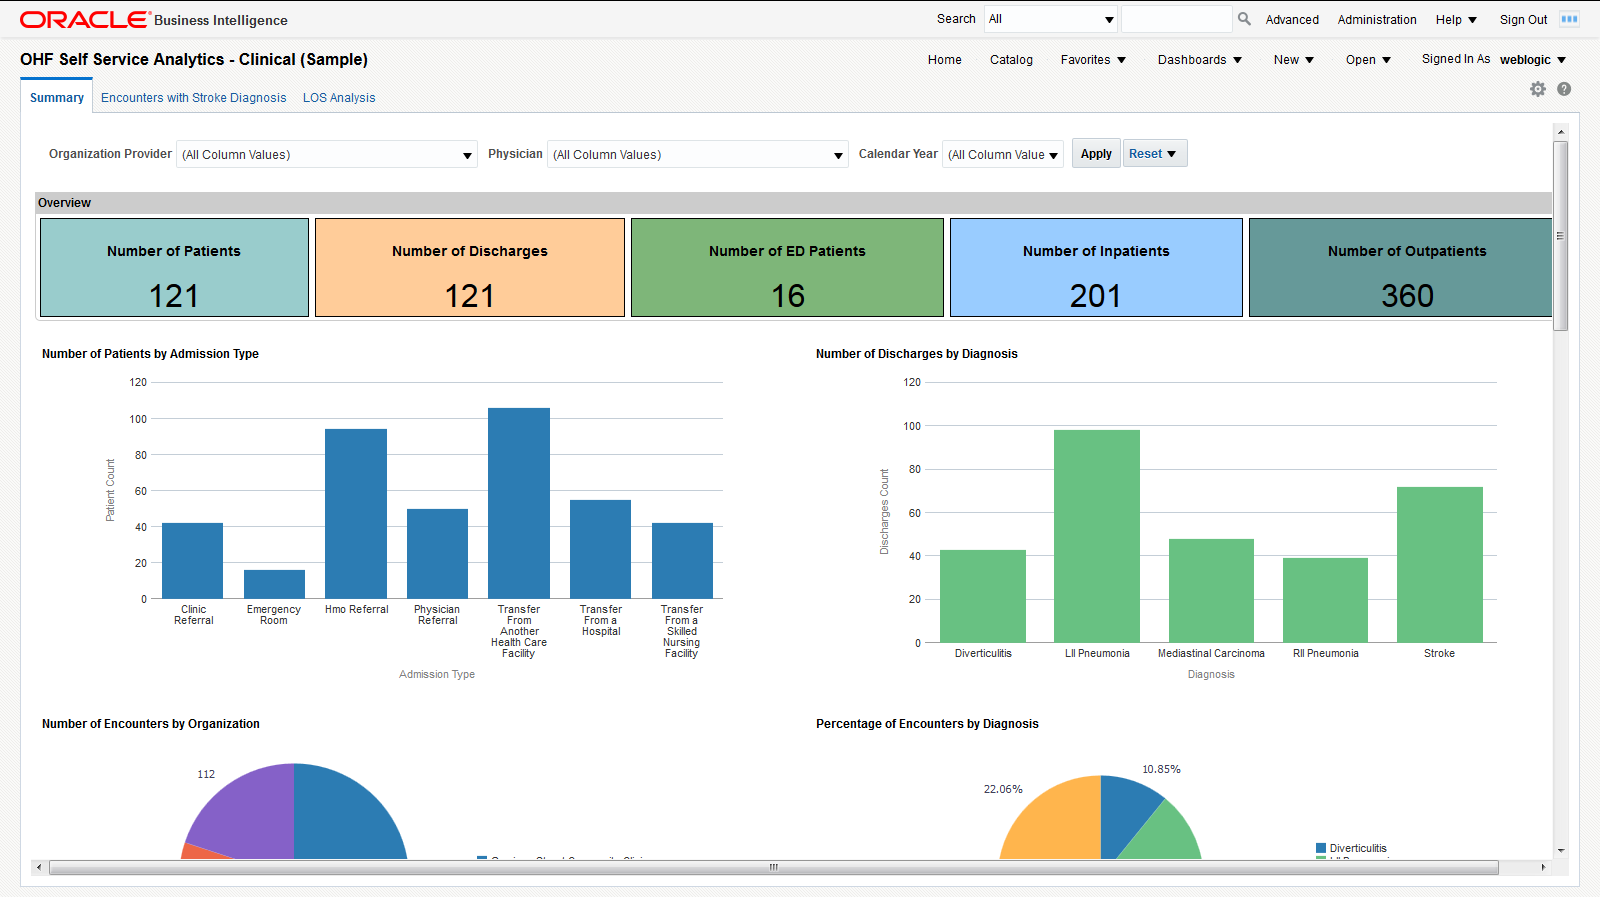 ORACLE® Business Intelligence
Search All Advanced Administration Help Sign Out
OHF Self Service Analytics - Clinical (Sample)
Home Catalog Favorites Dashboards New Open Signed In As weblogic
Summary Encounters with Stroke Diagnosis LOS Analysis
Organization Provider (All Column Values) Physician (All Column Values) Calendar Year (All Column Value Apply Reset
Overview
Number of Patients
121
Number of Discharges
121
Number of ED Patients
16
Number of Inpatients
201
Number of Outpatients
360
Number of Patients by Admission Type
120
100
80
60
40
20
0
Patient Count
Clinic
Referral
Emergency
Room
Hmo Referral
Physician
Referral
Transfer
From
Another
Health Care
Facility
Transfer
From a
Hospital
Transfer
From a
Skilled
Nursing
Facility
Admission Type
Number of Discharges by Diagnosis
120
100
80
60
40
20
0
Discharges Count
Diverticulitis
Lll Pneumonia
Mediastinal Carcinoma
Rll Pneumonia
Stroke
Diagnosis
Number of Encounters by Organization
112
Percentage of Encounters by Diagnosis
10.85%
22.06%
Diverticulitis